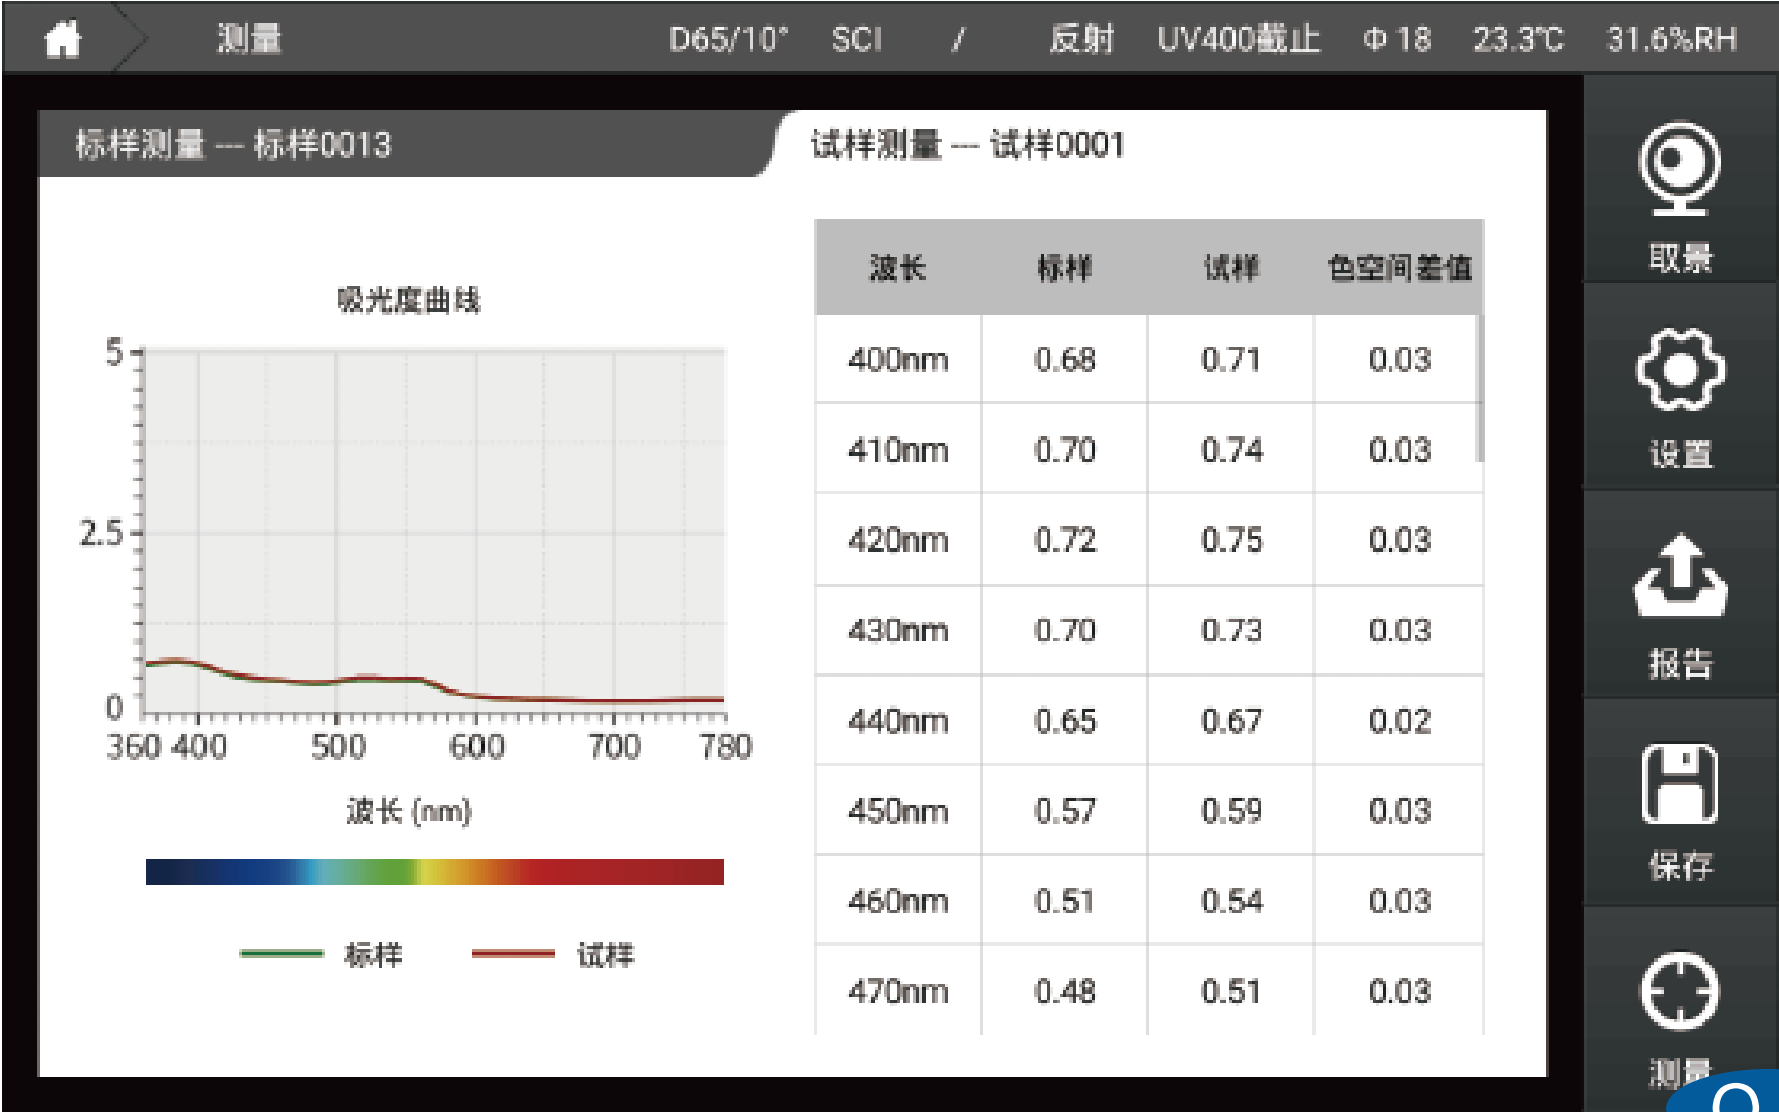 测量 D65/10° SCI / 反射 UV400截止 Φ 18 23.3℃ 31.6%RH
标样测量 --- 标样0013
试样测量 --- 试样0001
吸光度曲线
5
2.5
0
360 400 500 600 700 780
波长 (nm)
标样 试样
波长 标样 试样 色空间差值
400nm 0.68 0.71 0.03
410nm 0.70 0.74 0.03
420nm 0.72 0.75 0.03
430nm 0.70 0.73 0.03
440nm 0.65 0.67 0.02
450nm 0.57 0.59 0.03
460nm 0.51 0.54 0.03
470nm 0.48 0.51 0.03
取景
设置
报告
保存
测量